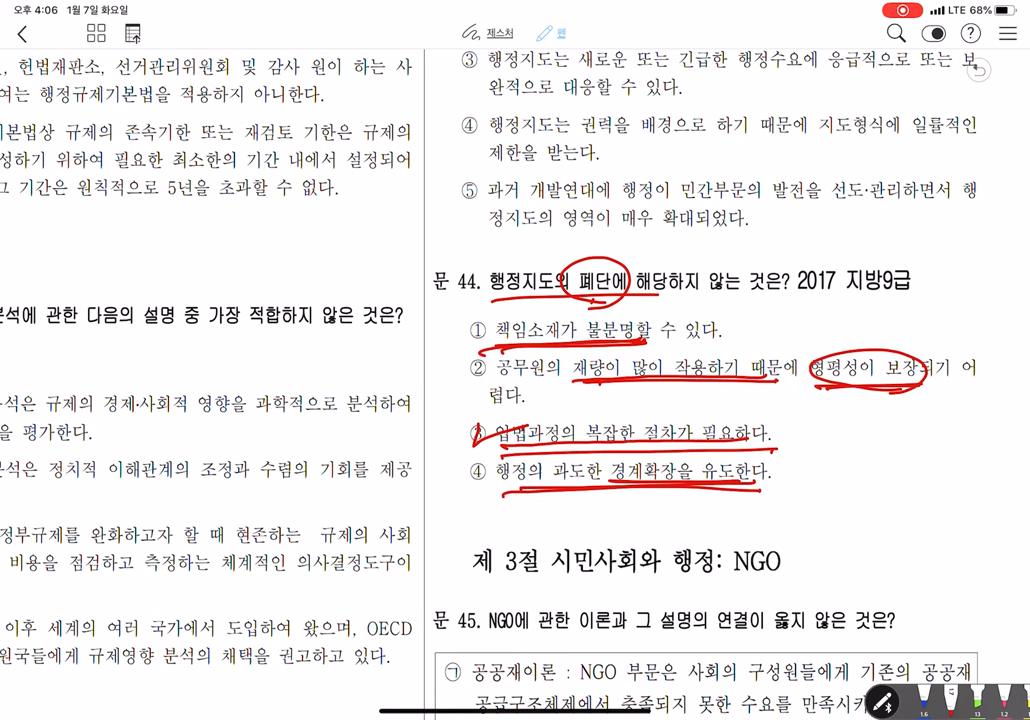 오후 4:06 1월 7일 화요일
LTE 68%
제스처
펜
헌법재판소, 선거관리위원회 및 감사 원이 하는 사
여는 행정규제기본법을 적용하지 아니한다.
기본법상 규제의 존속기한 또는 재검토 기한은 규제의
성하기 위하여 필요한 최소한의 기간 내에서 설정되어
그 기간은 원칙적으로 5년을 초과할 수 없다.
분석에 관한 다음의 설명 중 가장 적합하지 않은 것은?
석은 규제의 경제·사회적 영향을 과학적으로 분석하여
을 평가한다.
분석은 정치적 이해관계의 조정과 수렴의 기회를 제공
정부규제를 완화하고자 할 때 현존하는 규제의 사회
비용을 점검하고 측정하는 체계적인 의사결정도구이
이후 세계의 여러 국가에서 도입하여 왔으며, OECD
원국들에게 규제영향 분석의 채택을 권고하고 있다.
③ 행정지도는 새로운 또는 긴급한 행정수요에 응급적으로 또는 보
완적으로 대응할 수 있다.
④ 행정지도는 권력을 배경으로 하기 때문에 지도형식에 일률적인
제한을 받는다.
⑤ 과거 개발연대에 행정이 민간부문의 발전을 선도·관리하면서 행
정지도의 영역이 매우 확대되었다.
문 44. 행정지도의 폐단에 해당하지 않는 것은? 2017 지방9급
① 책임소재가 불분명할 수 있다.
② 공무원의 재량이 많이 작용하기 때문에 형평성이 보장되기 어
렵다.
③ 입법과정의 복잡한 절차가 필요하다.
④ 행정의 과도한 경계확장을 유도한다.
제 3절 시민사회와 행정: NGO
문 45. NGO에 관한 이론과 그 설명의 연결이 옳지 않은 것은?
㉠ 공공재이론 : NGO 부문은 사회의 구성원들에게 기존의 공공재
공급구조체제에서 충족되지 못한 수요를 만족시키